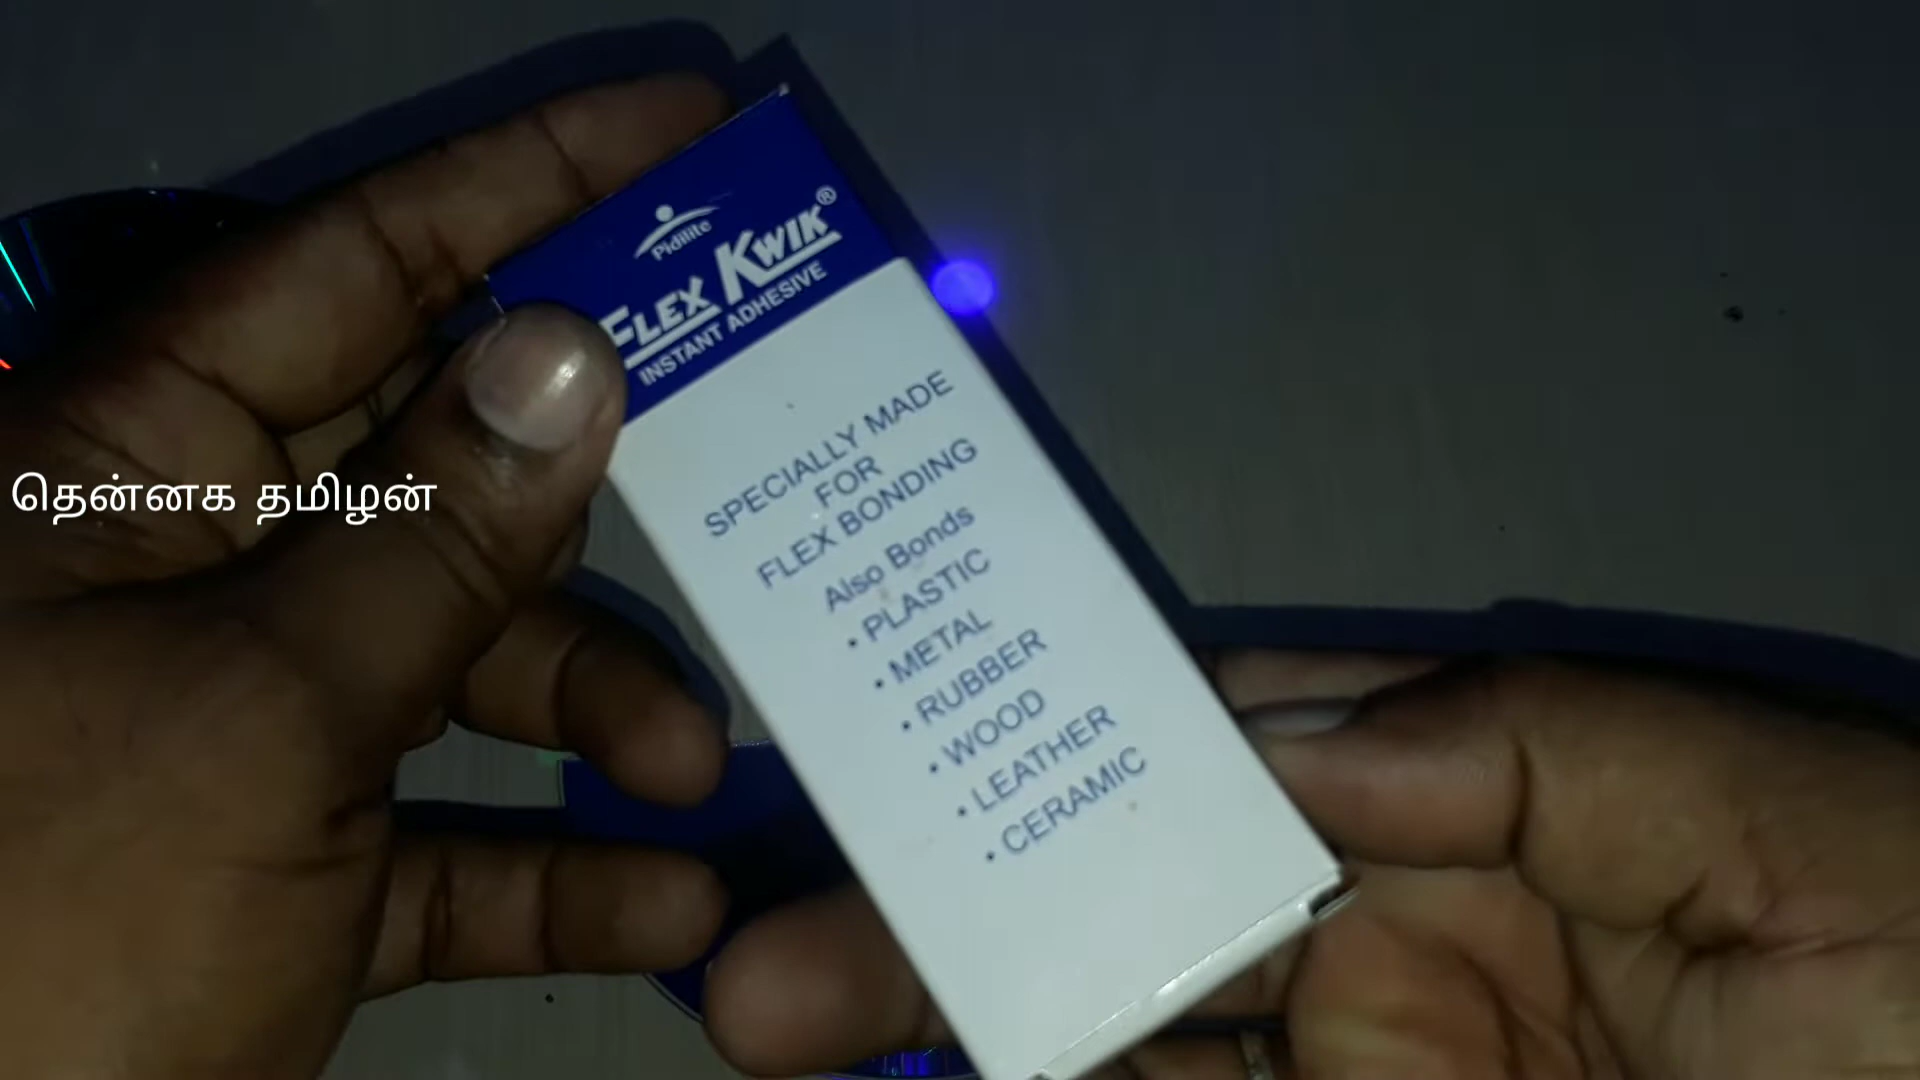 Pidilite
FLEX KWIK®
INSTANT ADHESIVE
SPECIALLY MADE
FOR
FLEX BONDING
Also Bonds
• PLASTIC
• METAL
• RUBBER
• WOOD
• LEATHER
• CERAMIC
தென்னக தமிழன்